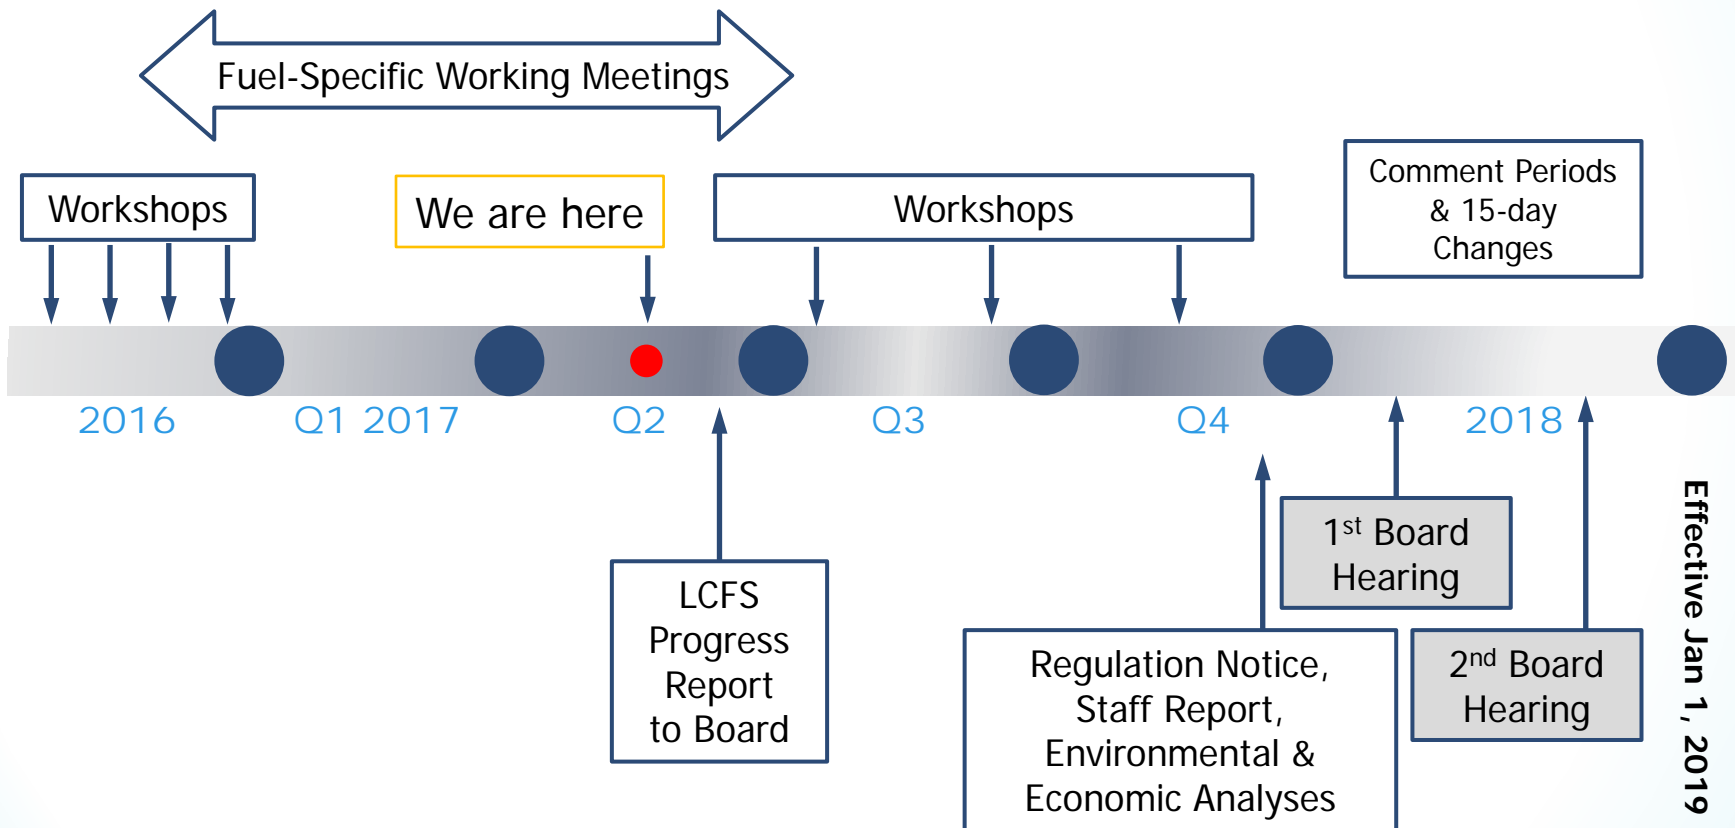 Fuel-Specific Working Meetings
Workshops
We are here
Workshops
Comment Periods
& 15-day
Changes
2016
Q1 2017
Q2
Q3
Q4
2018
LCFS
Progress
Report
to Board
Regulation Notice,
Staff Report,
Environmental &
Economic Analyses
1st Board
Hearing
2nd Board
Hearing
Effective Jan 1, 2019